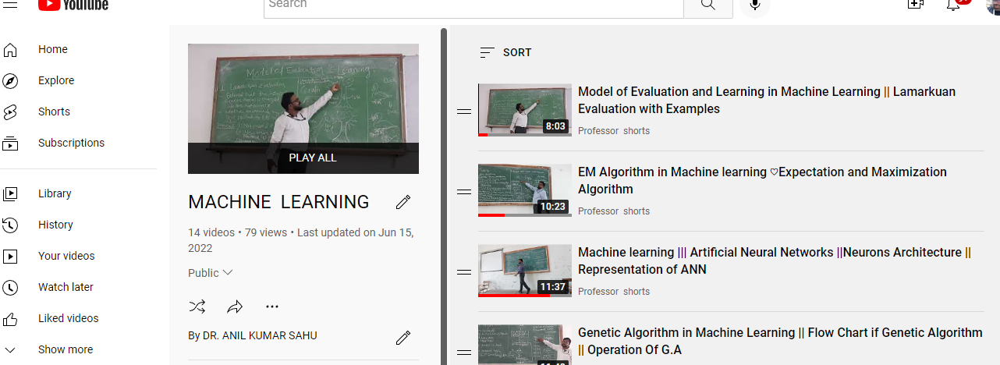 YouTube
Search
Home
Explore
Shorts
Subscriptions
Library
History
Your videos
Watch later
Liked videos
Show more
Model of Evaluation & Learning
PLAY ALL
MACHINE LEARNING
14 videos • 79 views • Last updated on Jun 15,
2022
Public
By DR. ANIL KUMAR SAHU
SORT
8:03
Model of Evaluation and Learning in Machine Learning || Lamarkuan
Evaluation with Examples
Professor shorts
10:23
EM Algorithm in Machine learning ♡Expectation and Maximization
Algorithm
Professor shorts
11:37
Machine learning ||| Artificial Neural Networks ||Neurons Architecture ||
Representation of ANN
Professor shorts
Genetic Algorithm in Machine Learning || Flow Chart if Genetic Algorithm
|| Operation Of G.A